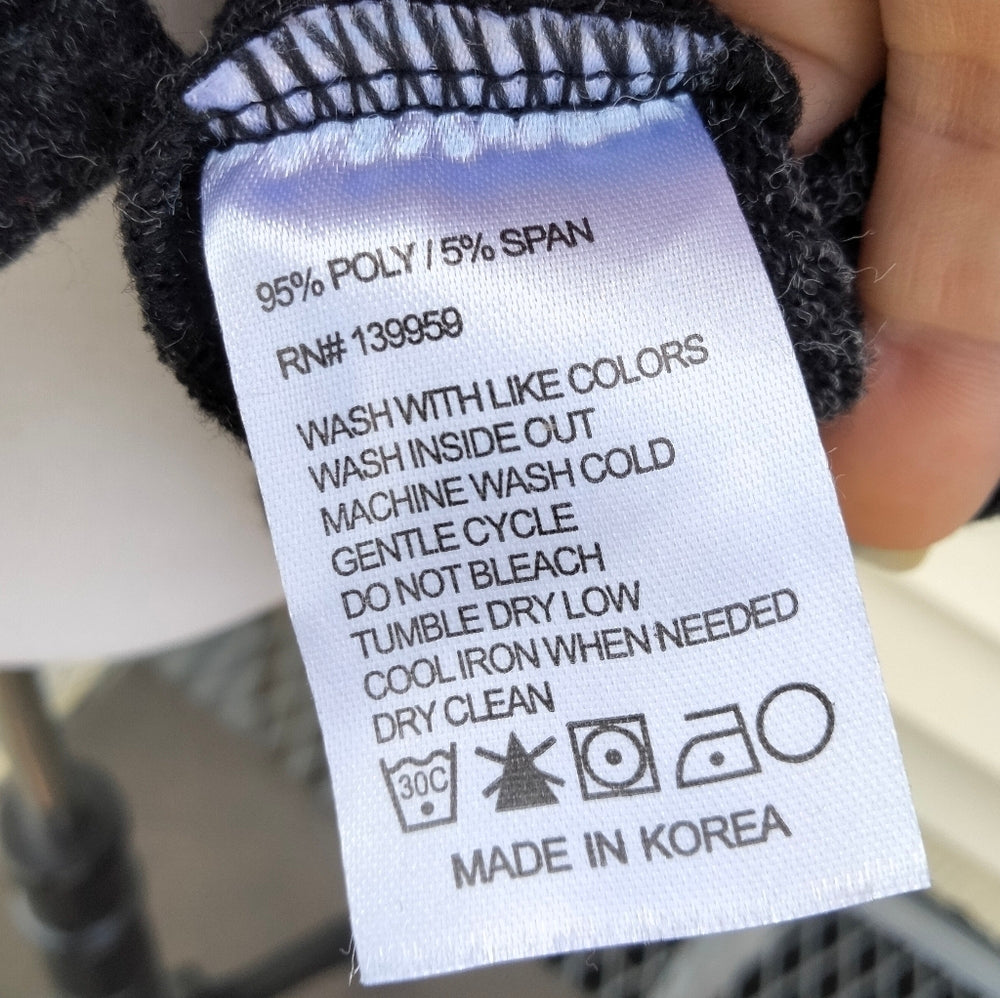 95% POLY / 5% SPAN
RN# 139959
WASH WITH LIKE COLORS
WASH INSIDE OUT
MACHINE WASH COLD
GENTLE CYCLE
DO NOT BLEACH
TUMBLE DRY LOW
COOL IRON WHEN NEEDED
DRY CLEAN
30C
MADE IN KOREA